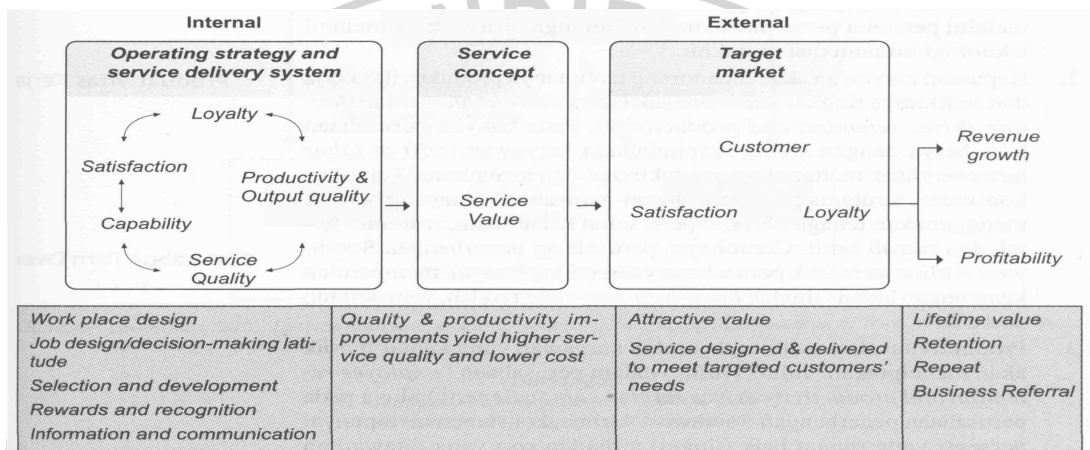 Internal
External
Operating strategy and
service delivery system
Service
concept
Target
market
Loyalty
Satisfaction
Capability
Service
Quality
Productivity &
Output quality
Service
Value
Customer
Satisfaction
Loyalty
Revenue
growth
Profitability
Work place design
Job design/decision-making lati-
tude
Selection and development
Rewards and recognition
Information and communication
Quality & productivity im-
provements yield higher ser-
vice quality and lower cost
Attractive value
Service designed & delivered
to meet targeted customers'
needs
Lifetime value
Retention
Repeat
Business Referral